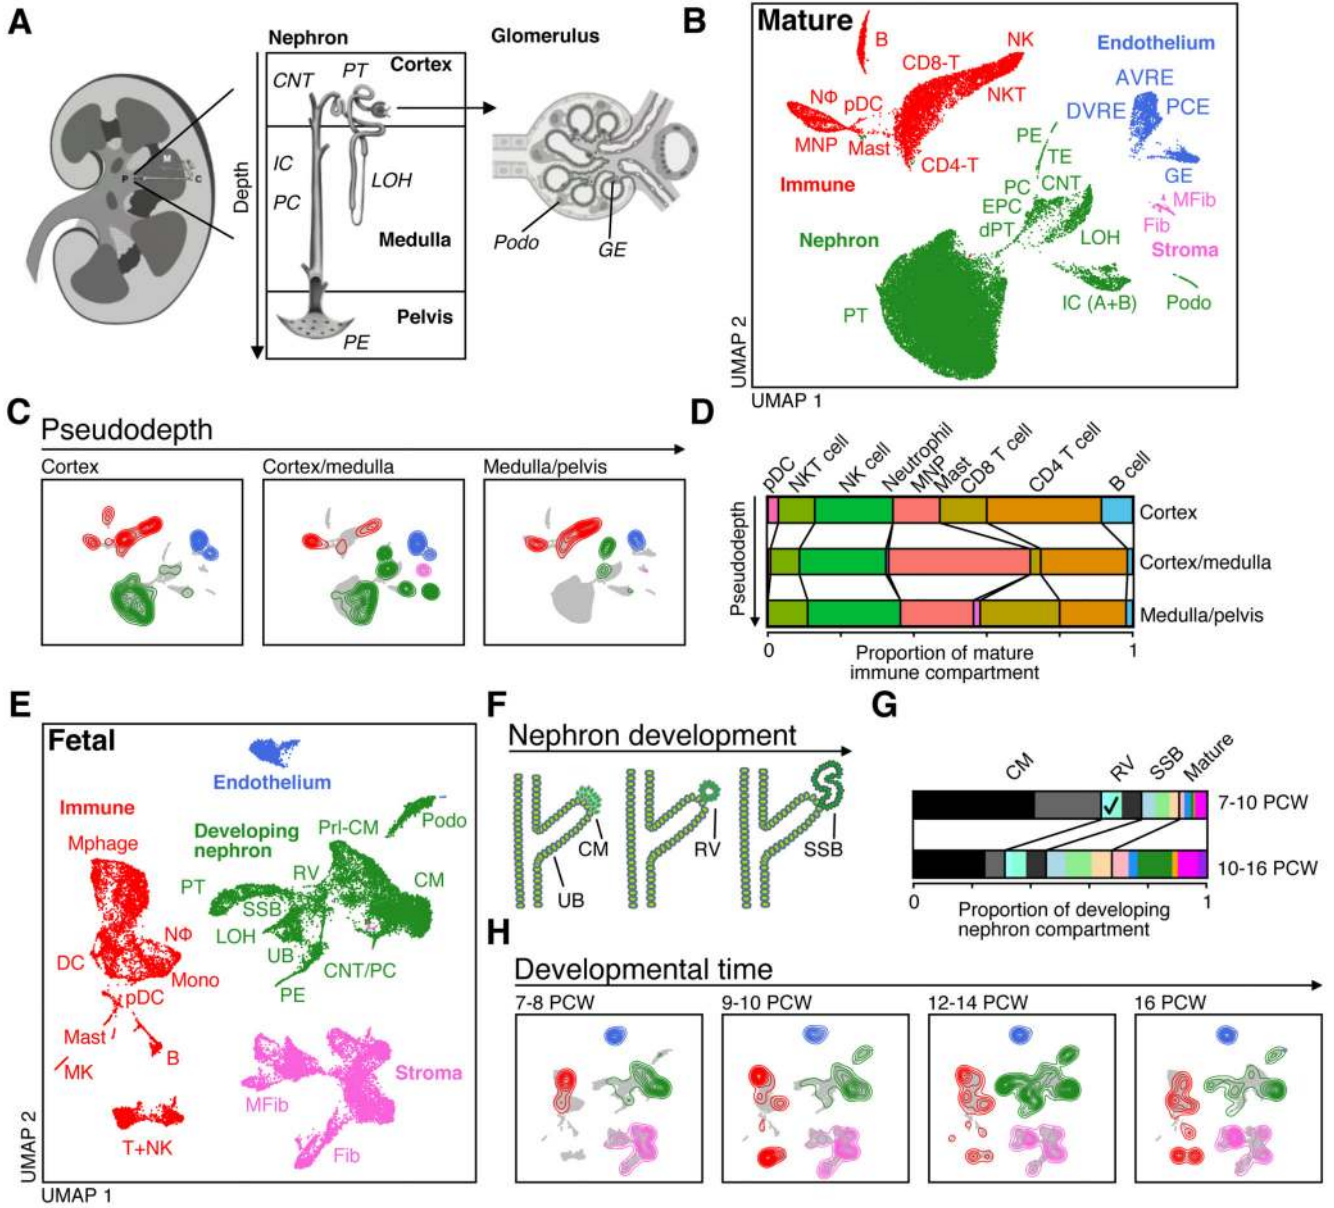 A
Nephron
Glomerulus
CNT
PT
Cortex
IC
PC
LOH
Medulla
Pelvis
PE
Depth
M
P
C
Podo
GE
B
Mature
B
NK
CD8-T
NKT
NΦ
pDC
MNP
Mast
CD4-T
Immune
Endothelium
AVRE
DVRE
PCE
GE
PE
TE
PC
CNT
EPC
dPT
LOH
MFib
Fib
Stroma
Nephron
PT
IC (A+B)
Podo
UMAP 2
UMAP 1
C
Pseudodepth
Cortex
Cortex/medulla
Medulla/pelvis
D
pDC
NKT cell
NK cell
Neutrophil
MNP
Mast
CD8 T cell
CD4 T cell
B cell
Pseudodepth
Cortex
Cortex/medulla
Medulla/pelvis
0
1
Proportion of mature
immune compartment
E
Fetal
Endothelium
Immune
Mphage
Developing
nephron
PrI-CM
Podo
RV
CM
PT
SSB
LOH
UB
CNT/PC
PE
NΦ
DC
Mono
pDC
Mast
B
MK
T+NK
MFib
Stroma
Fib
UMAP 2
UMAP 1
F
Nephron development
CM
RV
SSB
UB
G
CM
RV
SSB
Mature
✓
7-10 PCW
10-16 PCW
0
1
Proportion of developing
nephron compartment
H
Developmental time
7-8 PCW
9-10 PCW
12-14 PCW
16 PCW